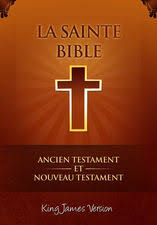 LA SAINTE
BIBLE
ANCIEN TESTAMENT
ET
NOUVEAU TESTAMENT
King James Version